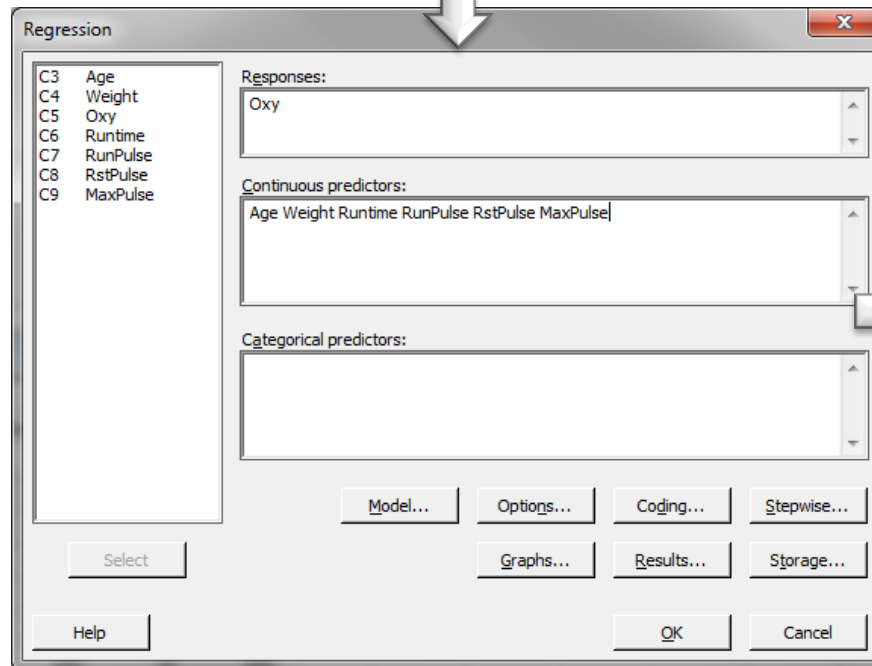 Regression
X
C3 Age
C4 Weight
C5 Oxy
C6 Runtime
C7 RunPulse
C8 RstPulse
C9 MaxPulse
Responses:
Oxy
Continuous predictors:
Age Weight Runtime RunPulse RstPulse MaxPulse
Categorical predictors:
Model... Options... Coding... Stepwise...
Select Graphs... Results... Storage...
Help OK Cancel